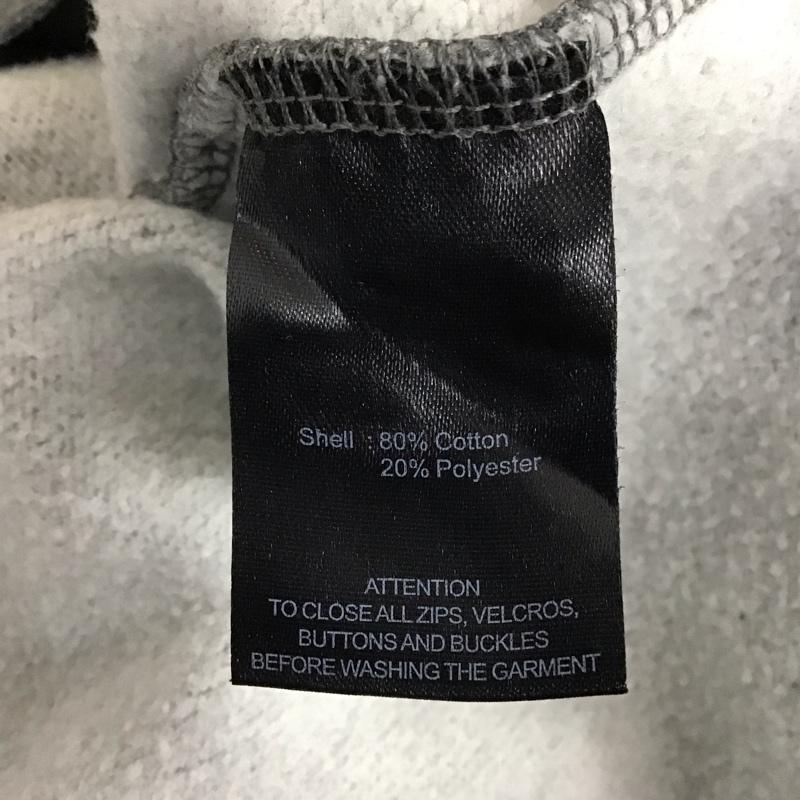 Shell : 80% Cotton
20% Polyester
ATTENTION
TO CLOSE ALL ZIPS, VELCROS,
BUTTONS AND BUCKLES
BEFORE WASHING THE GARMENT